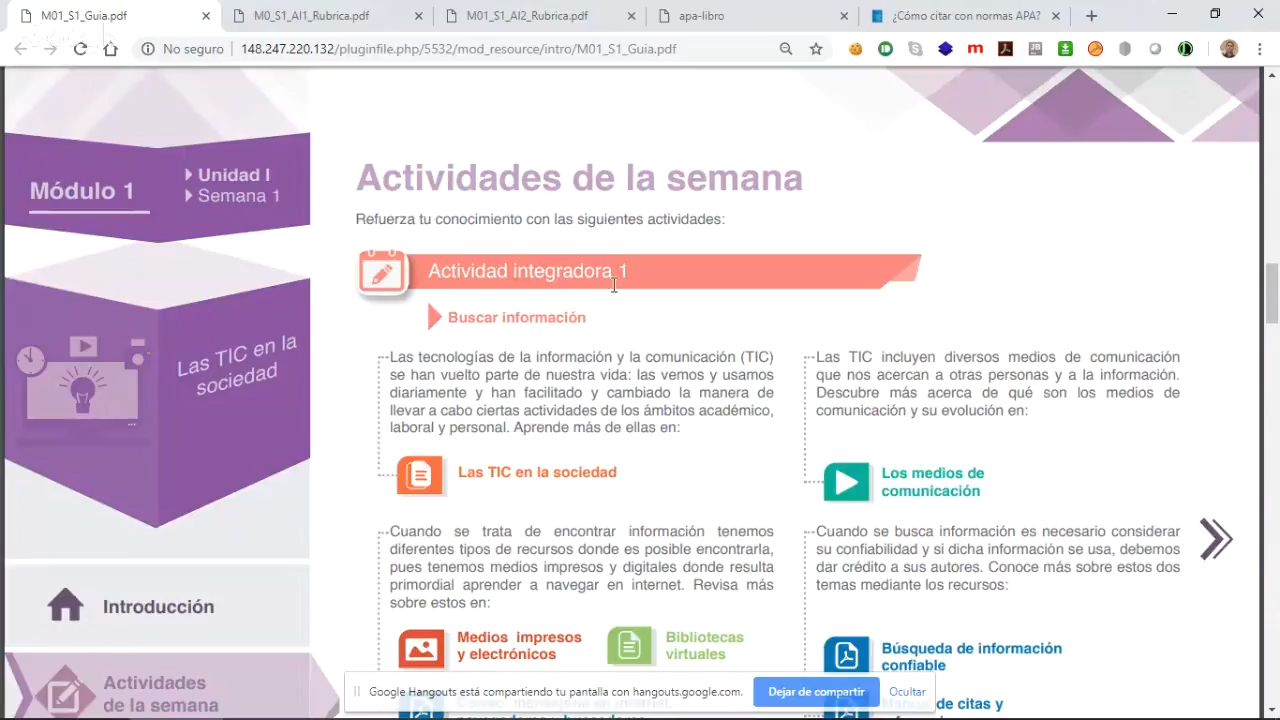 M01_S1_Guia.pdf
M0_S1_AI1_Rubrica.pdf
M01_S1_AI2_Rubrica.pdf
apa-libro
¿Cómo citar con normas APA?
No seguro
148.247.220.132/pluginfile.php/5532/mod_resource/intro/M01_S1_Guia.pdf
Módulo 1
Unidad I
Semana 1
Las TIC en la
sociedad
Introducción
Actividades
de la semana
Actividades de la semana
Refuerza tu conocimiento con las siguientes actividades:
Actividad integradora 1
Buscar información
Las tecnologías de la información y la comunicación (TIC)
se han vuelto parte de nuestra vida: las vemos y usamos
diariamente y han facilitado y cambiado la manera de
llevar a cabo ciertas actividades de los ámbitos académico,
laboral y personal. Aprende más de ellas en:
Las TIC en la sociedad
Las TIC incluyen diversos medios de comunicación
que nos acercan a otras personas y a la información.
Descubre más acerca de qué son los medios de
comunicación y su evolución en:
Los medios de
comunicación
Cuando se trata de encontrar información tenemos
diferentes tipos de recursos donde es posible encontrarla,
pues tenemos medios impresos y digitales donde resulta
primordial aprender a navegar en internet. Revisa más
sobre estos en:
Medios impresos
y electrónicos
Bibliotecas
virtuales
Cuando se busca información es necesario considerar
su confiabilidad y si dicha información se usa, debemos
dar crédito a sus autores. Conoce más sobre estos dos
temas mediante los recursos:
Búsqueda de información
confiable
de citas y
Google Hangouts está compartiendo tu pantalla con hangouts.google.com.
Dejar de compartir
Ocultar